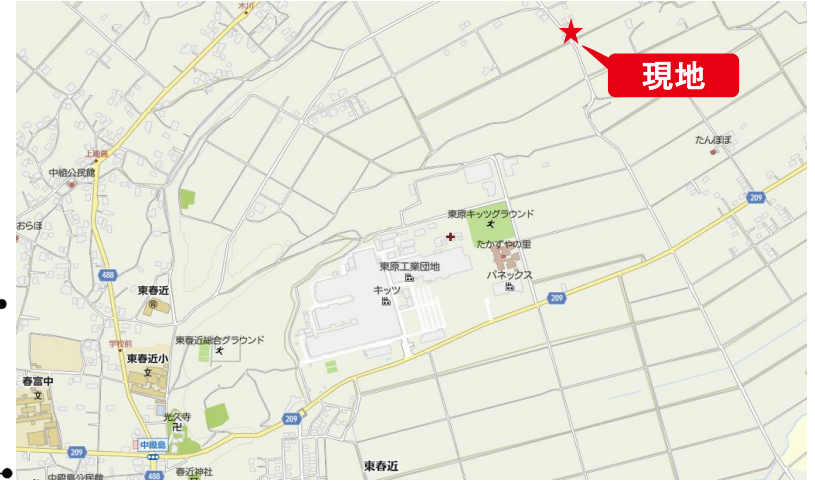 木川
現地
たんぽぽ
上殿島
中組公民館
209
東原キッツグラウンド
おらほ
たかずやの里
東原工業団地
パネックス
488
キッツ
東春近
209
東春近総合グラウンド
学校前
東春近小
文
春富中
文
光久寺
卍
209
中殿島
209
東春近
488
春近神社
中殿島公民館